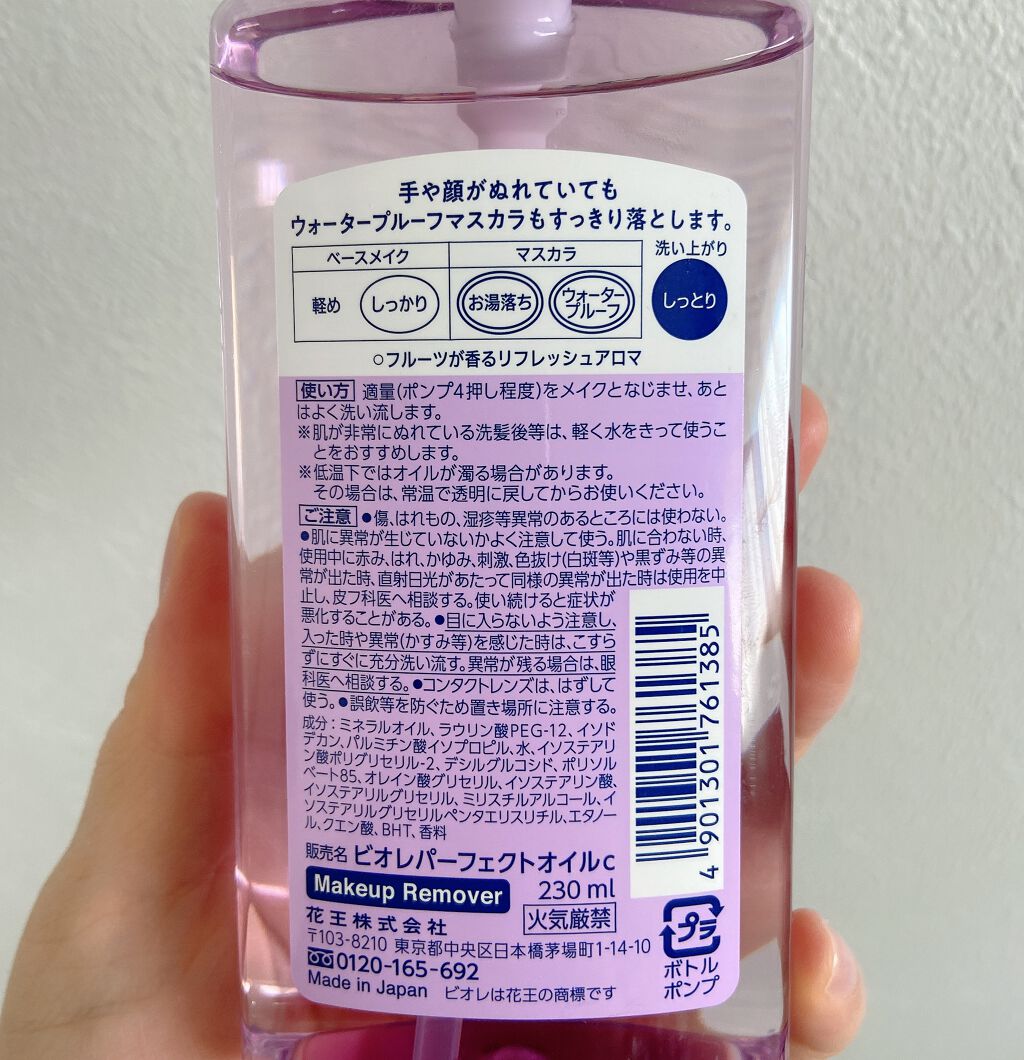 手や顔がぬれていても
ウォータープルーフマスカラもすっきり落とします。
ベースメイク マスカラ 洗い上がり
軽め しっかり お湯落ち ウォータープルーフ しっとり
○フルーツが香るリフレッシュアロマ
使い方 適量(ポンプ4押し程度)をメイクとなじませ、あと
はよく洗い流します。
※肌が非常にぬれている洗髪後等は、軽く水をきって使うこ
とをおすすめします。
※低温下ではオイルが濁る場合があります。
その場合は、常温で透明に戻してからお使いください。
ご注意 ●傷、はれもの、湿疹等異常のあるところには使わない。
●肌に異常が生じていないかよく注意して使う。肌に合わない時、
使用中に赤み、はれ、かゆみ、刺激、色抜け(白斑等)や黒ずみ等の異
常が出た時、直射日光があたって同様の異常が出た時は使用を中
止し、皮フ科医へ相談する。使い続けると症状が
悪化することがある。●目に入らないよう注意し、
入った時や異常(かすみ等)を感じた時は、こすら
ずにすぐに充分洗い流す。異常が残る場合は、眼
科医へ相談する。●コンタクトレンズは、はずして
使う。●誤飲等を防ぐため置き場所に注意する。
成分：ミネラルオイル、ラウリン酸PEG-12、イソド
デカン、パルミチン酸イソプロピル、水、イソステアリ
ン酸ポリグリセリル-2、デシルグルコシド、ポリソル
ベート85、オレイン酸グリセリル、イソステアリン酸、
イソステアリルグリセリル、ミリスチルアルコール、イ
ソステアリルグリセリルペンタエリスリチル、エタノー
ル、クエン酸、BHT、香料
4 901301 761385
販売名 ビオレパーフェクトオイルc
Makeup Remover 230 ml
花王株式会社 火気厳禁
〒103-8210 東京都中央区日本橋茅場町1-14-10
0120-165-692
Made in Japan ビオレは花王の商標です
プラ
ボトル
ポンプ